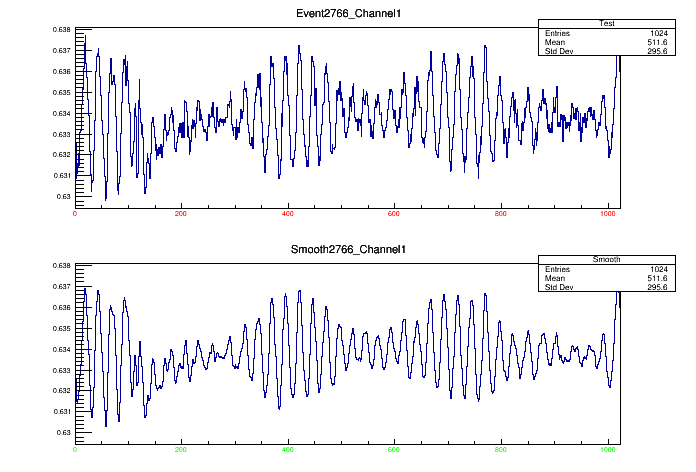 Event2766_Channel1
Test
Entries 1024
Mean 511.6
Std Dev 295.6
0.638
0.637
0.636
0.635
0.634
0.633
0.632
0.631
0.63
0 200 400 600 800 1000
Smooth2766_Channel1
Smooth
Entries 1024
Mean 511.6
Std Dev 295.6
0.638
0.637
0.636
0.635
0.634
0.633
0.632
0.631
0.63
0 200 400 600 800 1000